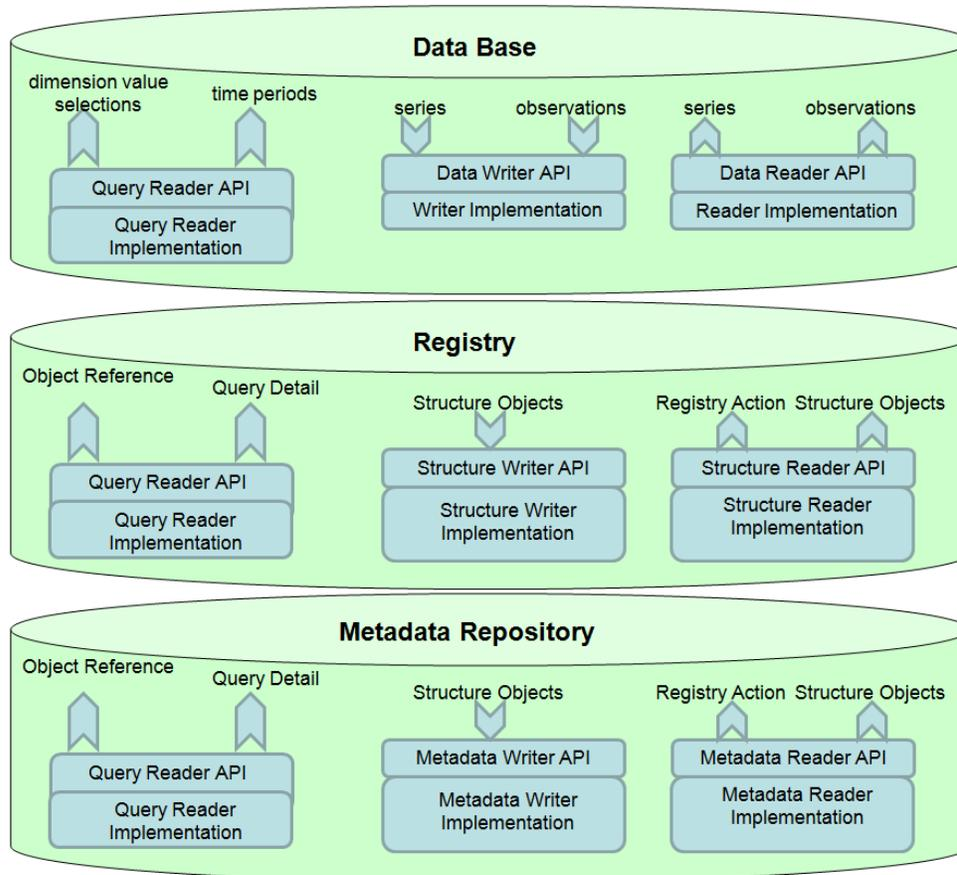 Data Base
dimension value
selections
time periods
series
observations
series
observations
Query Reader API
Query Reader
Implementation
Data Writer API
Writer Implementation
Data Reader API
Reader Implementation
Registry
Object Reference
Query Detail
Structure Objects
Registry Action
Structure Objects
Query Reader API
Query Reader
Implementation
Structure Writer API
Structure Writer
Implementation
Structure Reader API
Structure Reader
Implementation
Metadata Repository
Object Reference
Query Detail
Structure Objects
Registry Action
Structure Objects
Query Reader API
Query Reader
Implementation
Metadata Writer API
Metadata Writer
Implementation
Metadata Reader API
Metadata Reader
Implementation